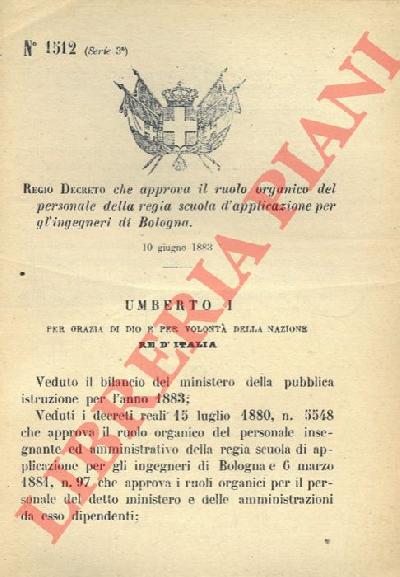 N° 1512 (Serie 3ª)
REGIO DECRETO che approva il ruolo organico del
personale della regia scuola d'applicazione per
gl'ingegneri di Bologna.
10 giugno 1883
UMBERTO I
PER GRAZIA DI DIO E PER VOLONTÀ DELLA NAZIONE
RE D'ITALIA
Veduto il bilancio del ministero della pubblica
istruzione per l'anno 1883;
Veduti i decreti reali 15 luglio 1880, n. 5548
che approva il ruolo organico del personale inse-
gnante ed amministrativo della regia scuola di ap-
plicazione per gli ingegneri di Bologna e 6 marzo
1881, n. 97 che approva i ruoli organici per il per-
sonale del detto ministero e delle amministrazioni
da esso dipendenti;
LIBRERIA PIANI